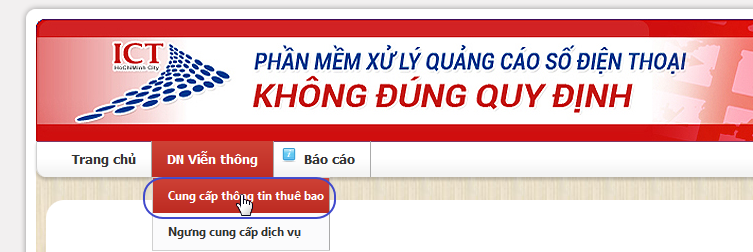 ICT
HoChiMinh City
PHẦN MỀM XỬ LÝ QUẢNG CÁO SỐ ĐIỆN THOẠI
KHÔNG ĐÚNG QUY ĐỊNH
Trang chủ DN Viễn thông Báo cáo
Cung cấp thông tin thuê bao
Ngưng cung cấp dịch vụ